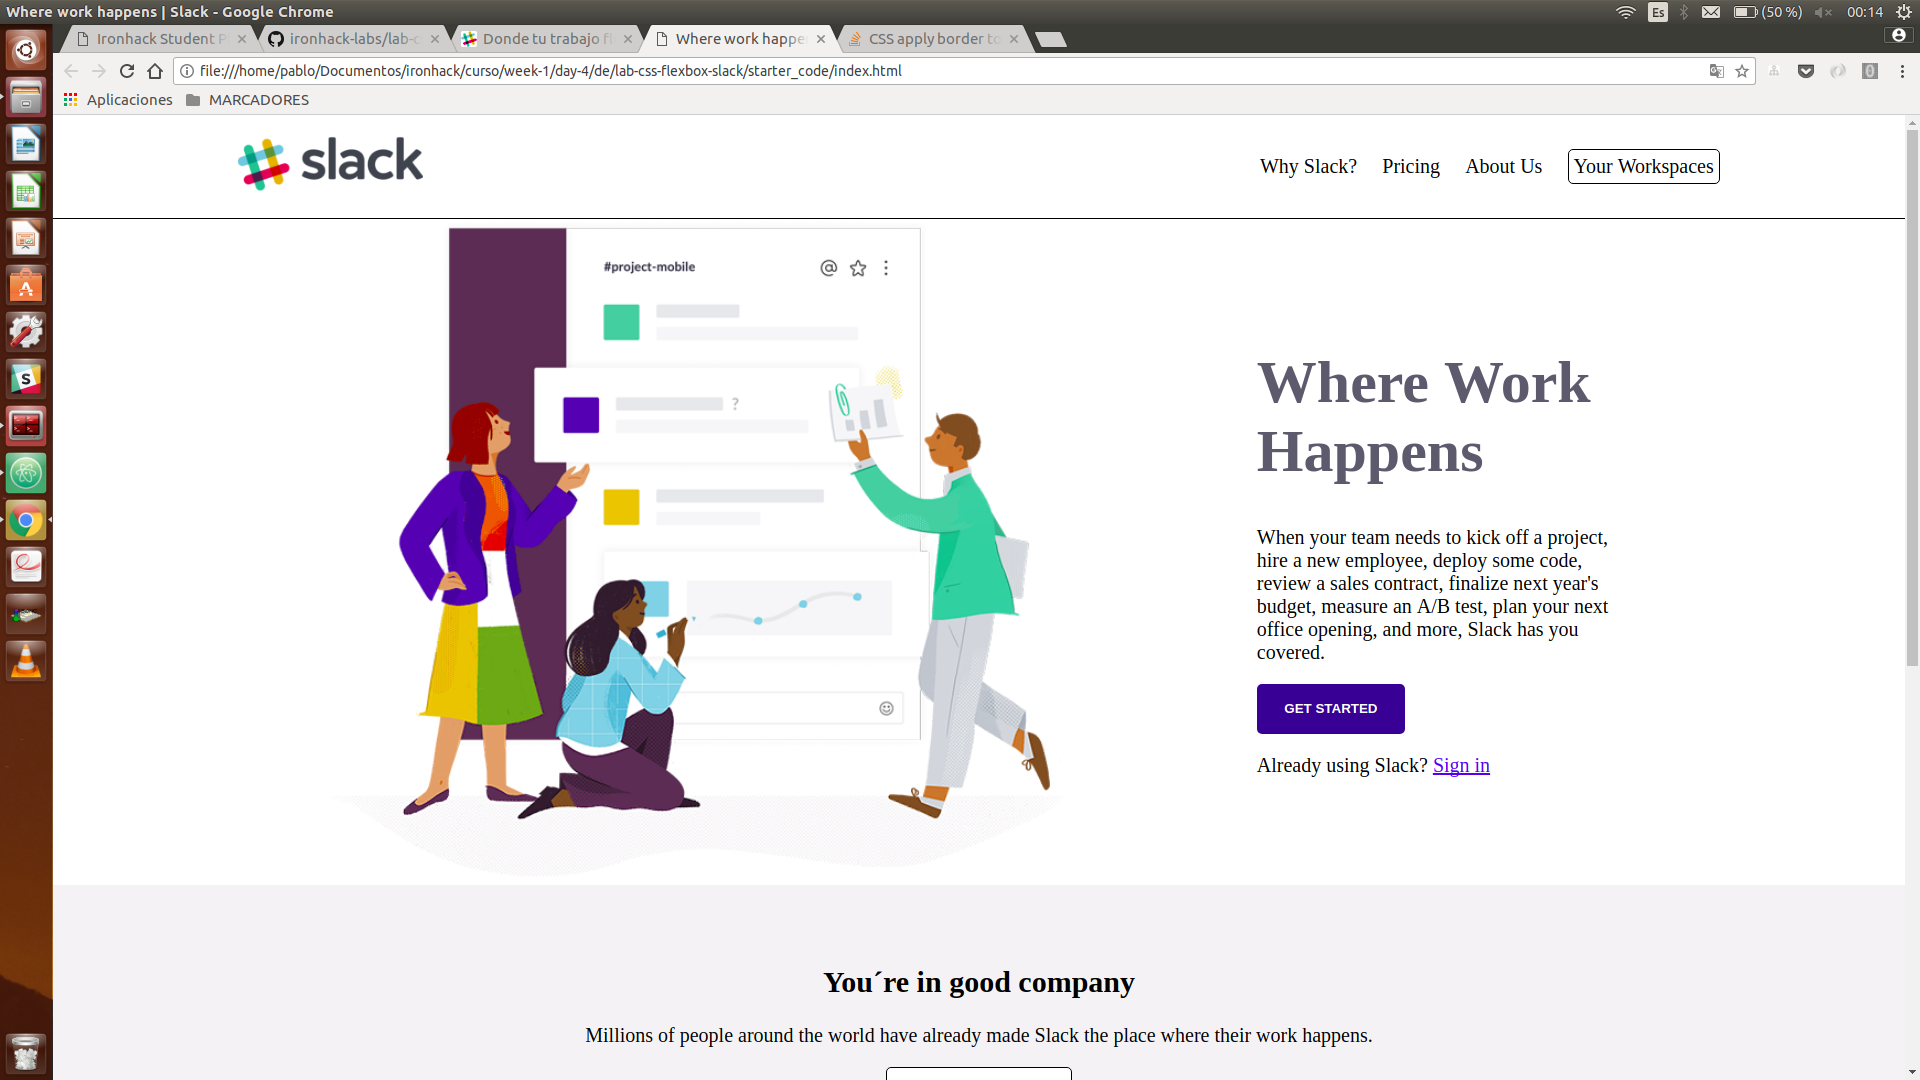 Where work happens | Slack - Google Chrome
Es
(50 %)
00:14
Ironhack Student P
ironhack-labs/lab-c
Donde tu trabajo fl
Where work happe
CSS apply border to
file:///home/pablo/Documentos/ironhack/curso/week-1/day-4/de/lab-css-flexbox-slack/starter_code/index.html
Aplicaciones
MARCADORES
slack
Why Slack?
Pricing
About Us
Your Workspaces
#project-mobile
?
Where Work
Happens
When your team needs to kick off a project,
hire a new employee, deploy some code,
review a sales contract, finalize next year's
budget, measure an A/B test, plan your next
office opening, and more, Slack has you
covered.
GET STARTED
Already using Slack? Sign in
You´re in good company
Millions of people around the world have already made Slack the place where their work happens.